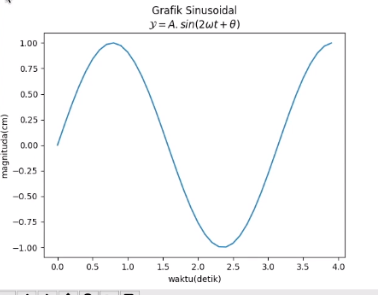 Grafik Sinusoidal
y = A. sin(2ωt + θ)
magnituda(cm)
1.00
0.75
0.50
0.25
0.00
−0.25
−0.50
−0.75
−1.00
0.0 0.5 1.0 1.5 2.0 2.5 3.0 3.5 4.0
waktu(detik)